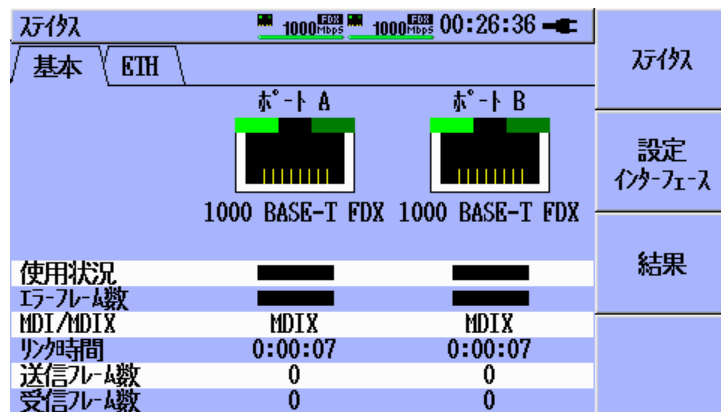 ステイタス 1000 FDX Mbps 1000 FDX Mbps 00:26:36
基本 ETH
ポート A ポート B
1000 BASE-T FDX 1000 BASE-T FDX
使用状況
エラーフレーム数
MDI/MDIX MDIX MDIX
リンク時間 0:00:07 0:00:07
送信フレーム数 0 0
受信フレーム数 0 0
ステイタス
設定
インターフェース
結果